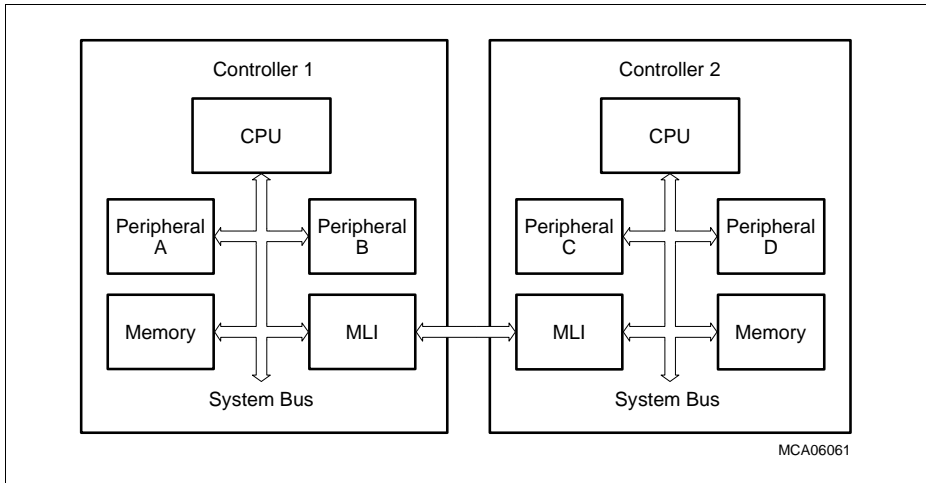 Controller 1
CPU
Peripheral
A
Peripheral
B
Memory
MLI
System Bus
Controller 2
CPU
Peripheral
C
Peripheral
D
MLI
Memory
System Bus
MCA06061